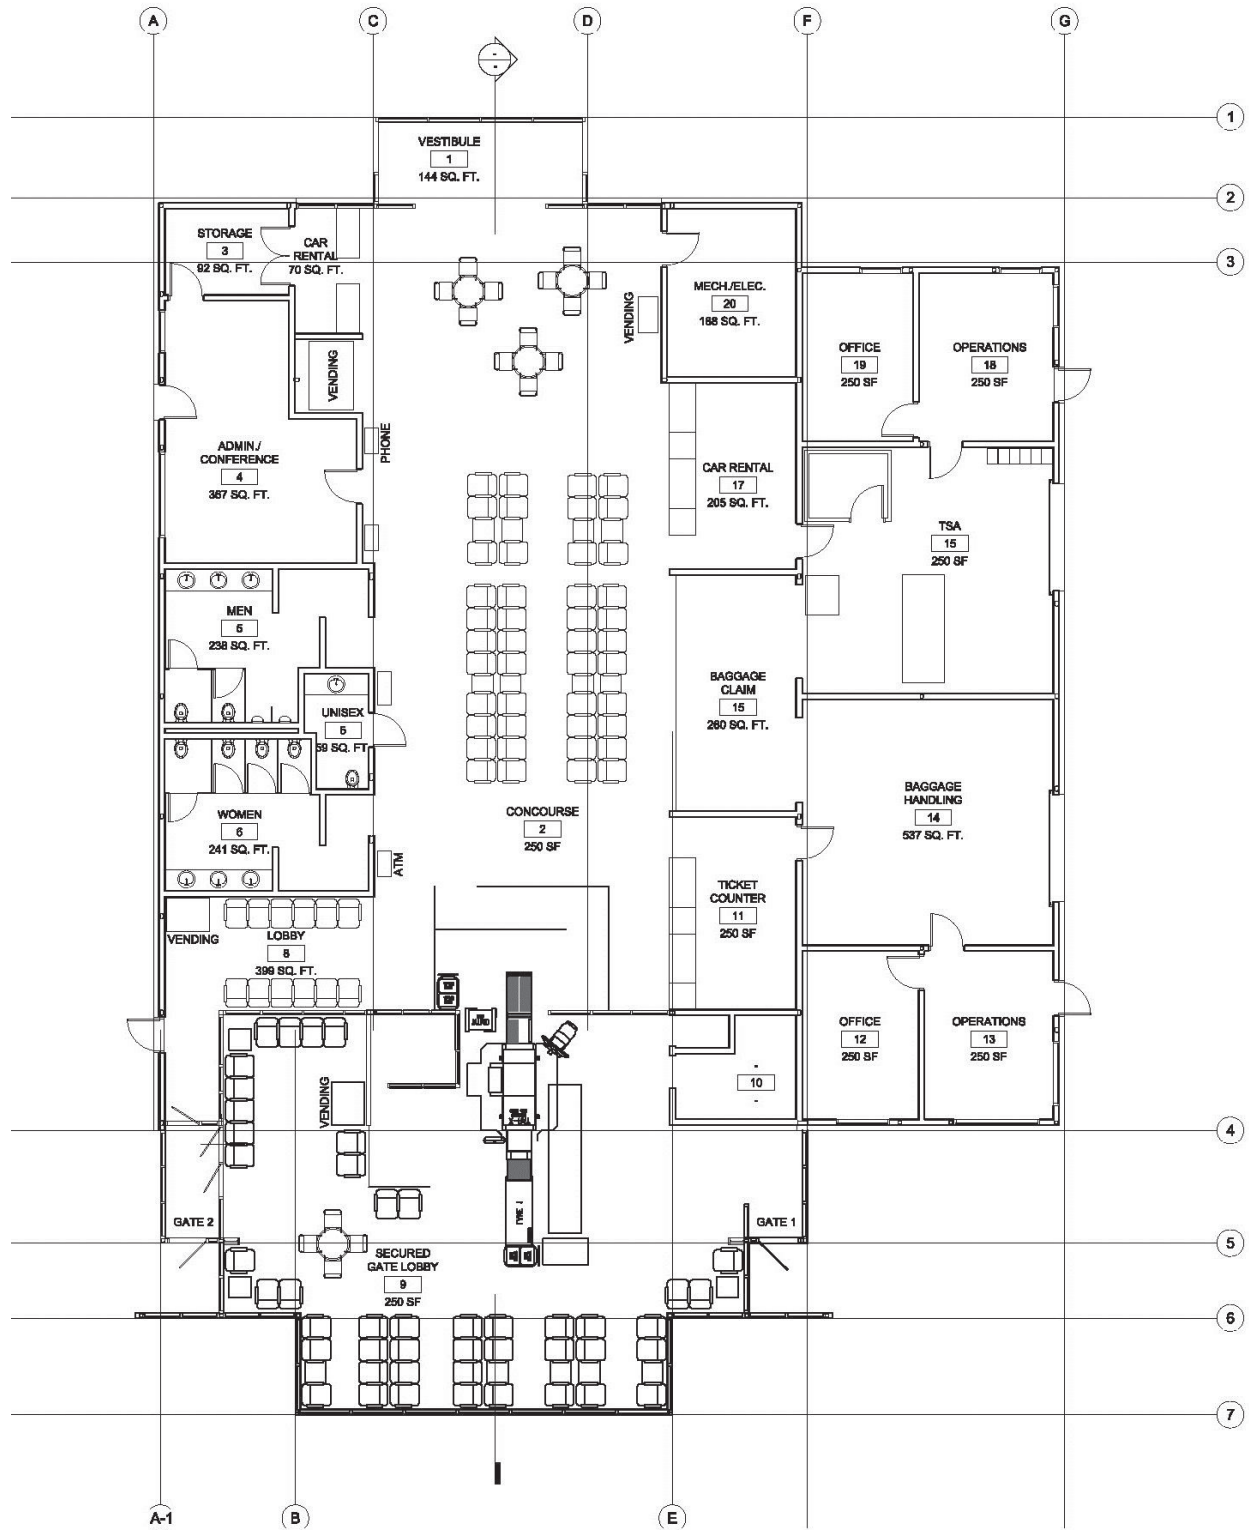 A
C
D
F
G
1
VESTIBULE
1
144 SQ. FT.
2
STORAGE
3
92 SQ. FT.
CAR
RENTAL
70 SQ. FT.
3
MECH./ELEC.
20
188 SQ. FT.
VENDING
OFFICE
19
250 SF
OPERATIONS
18
250 SF
VENDING
PHONE
ADMIN./
CONFERENCE
4
367 SQ. FT.
CAR RENTAL
17
205 SQ. FT.
TSA
15
250 SF
MEN
5
238 SQ. FT.
UNISEX
5
59 SQ. FT
BAGGAGE
CLAIM
15
260 SQ. FT.
BAGGAGE
HANDLING
14
537 SQ. FT.
CONCOURSE
2
250 SF
WOMEN
6
241 SQ. FT.
ATM
TICKET
COUNTER
11
250 SF
VENDING
LOBBY
8
399 SQ. FT.
OFFICE
12
250 SF
OPERATIONS
13
250 SF
-
10
-
VENDING
4
GATE 2
GATE 1
5
SECURED
GATE LOBBY
9
250 SF
6
7
A-1
B
E